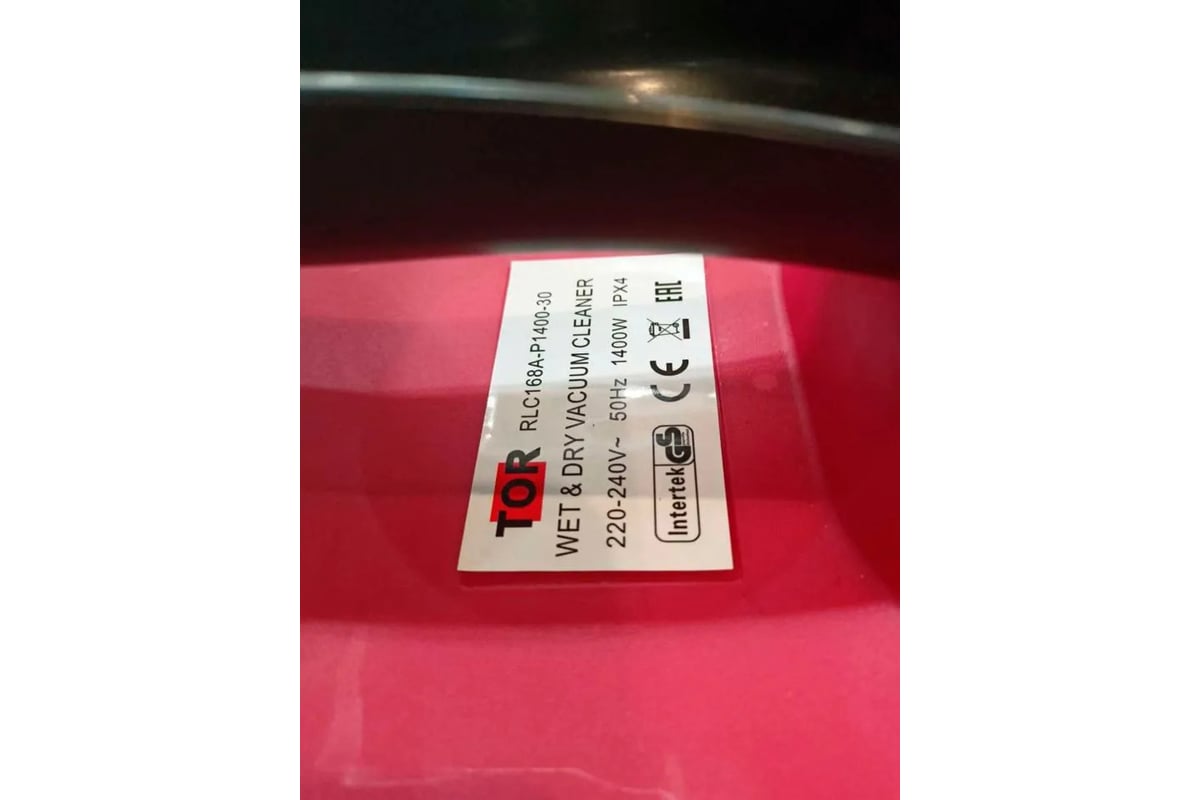 TOR RLC168A-P1400-30
WET & DRY VACUUM CLEANER
220-240V~ 50Hz 1400W IPX4
Intertek GS CE EAC